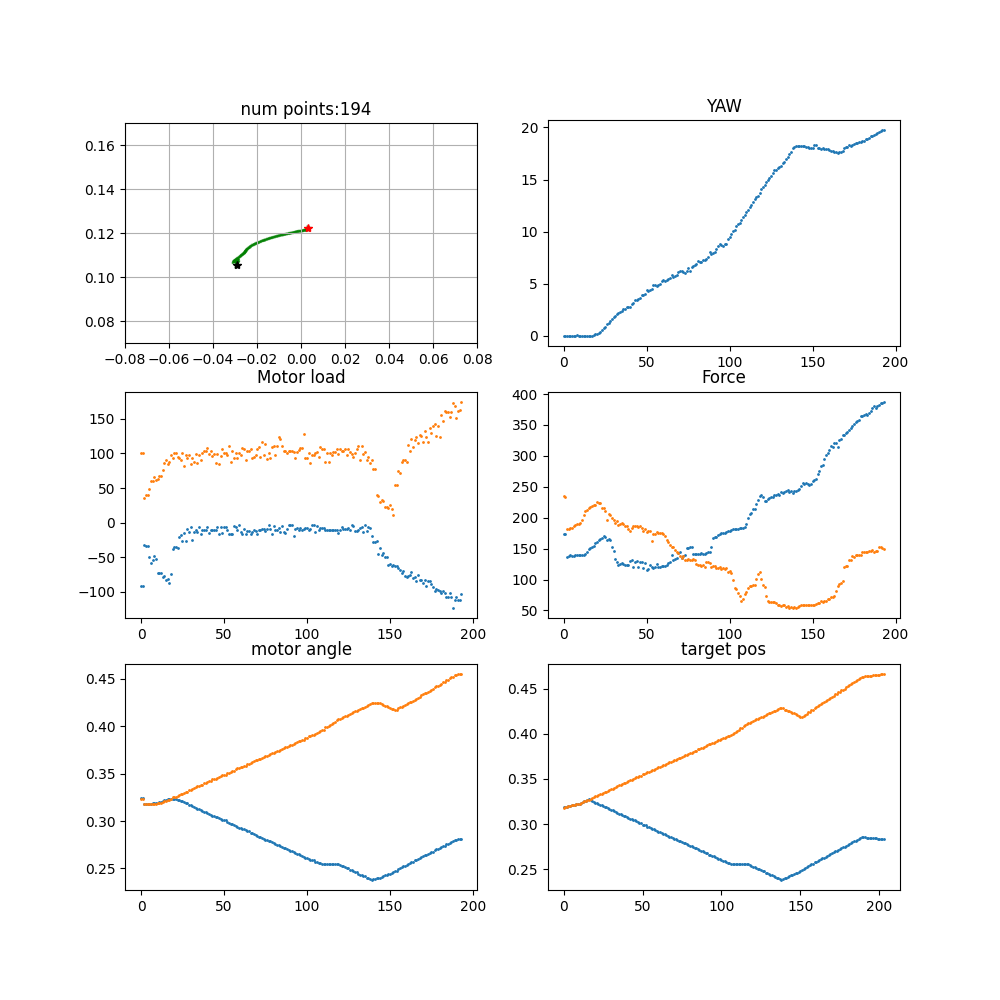 num points:194
0.16
0.14
0.12
0.10
0.08
−0.08 −0.06 −0.04 −0.02 0.00 0.02 0.04 0.06 0.08
YAW
20
15
10
5
0
0 50 100 150 200
Motor load
150
100
50
0
−50
−100
0 50 100 150 200
Force
400
350
300
250
200
150
100
50
0 50 100 150 200
motor angle
0.45
0.40
0.35
0.30
0.25
0 50 100 150 200
target pos
0.45
0.40
0.35
0.30
0.25
0 50 100 150 200